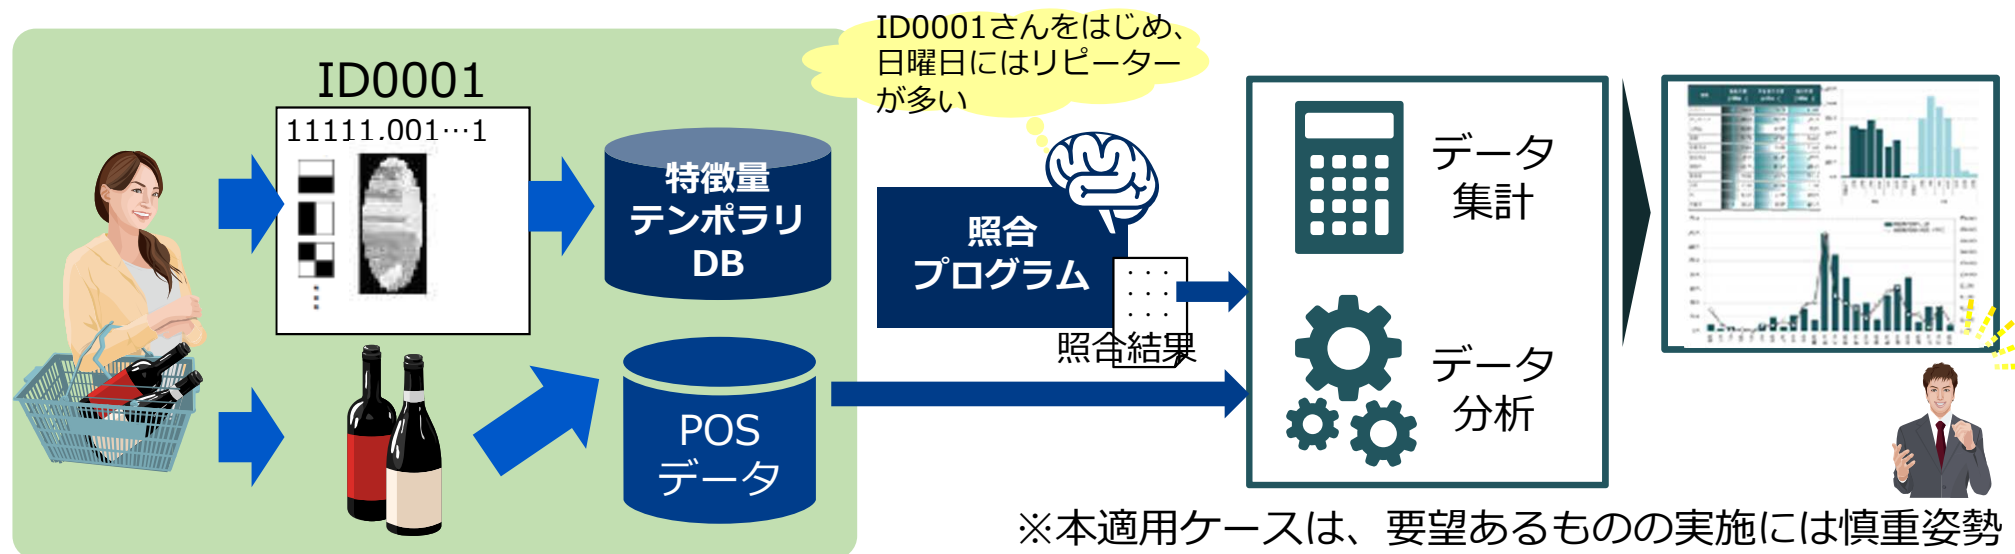 ID0001さんをはじめ、
日曜日にはリピーター
が多い
ID0001
11111.001…1
特徴量
テンポラリ
DB
照合
プログラム
照合結果
POS
データ
データ
集計
データ
分析
※本適用ケースは、要望あるものの実施には慎重姿勢